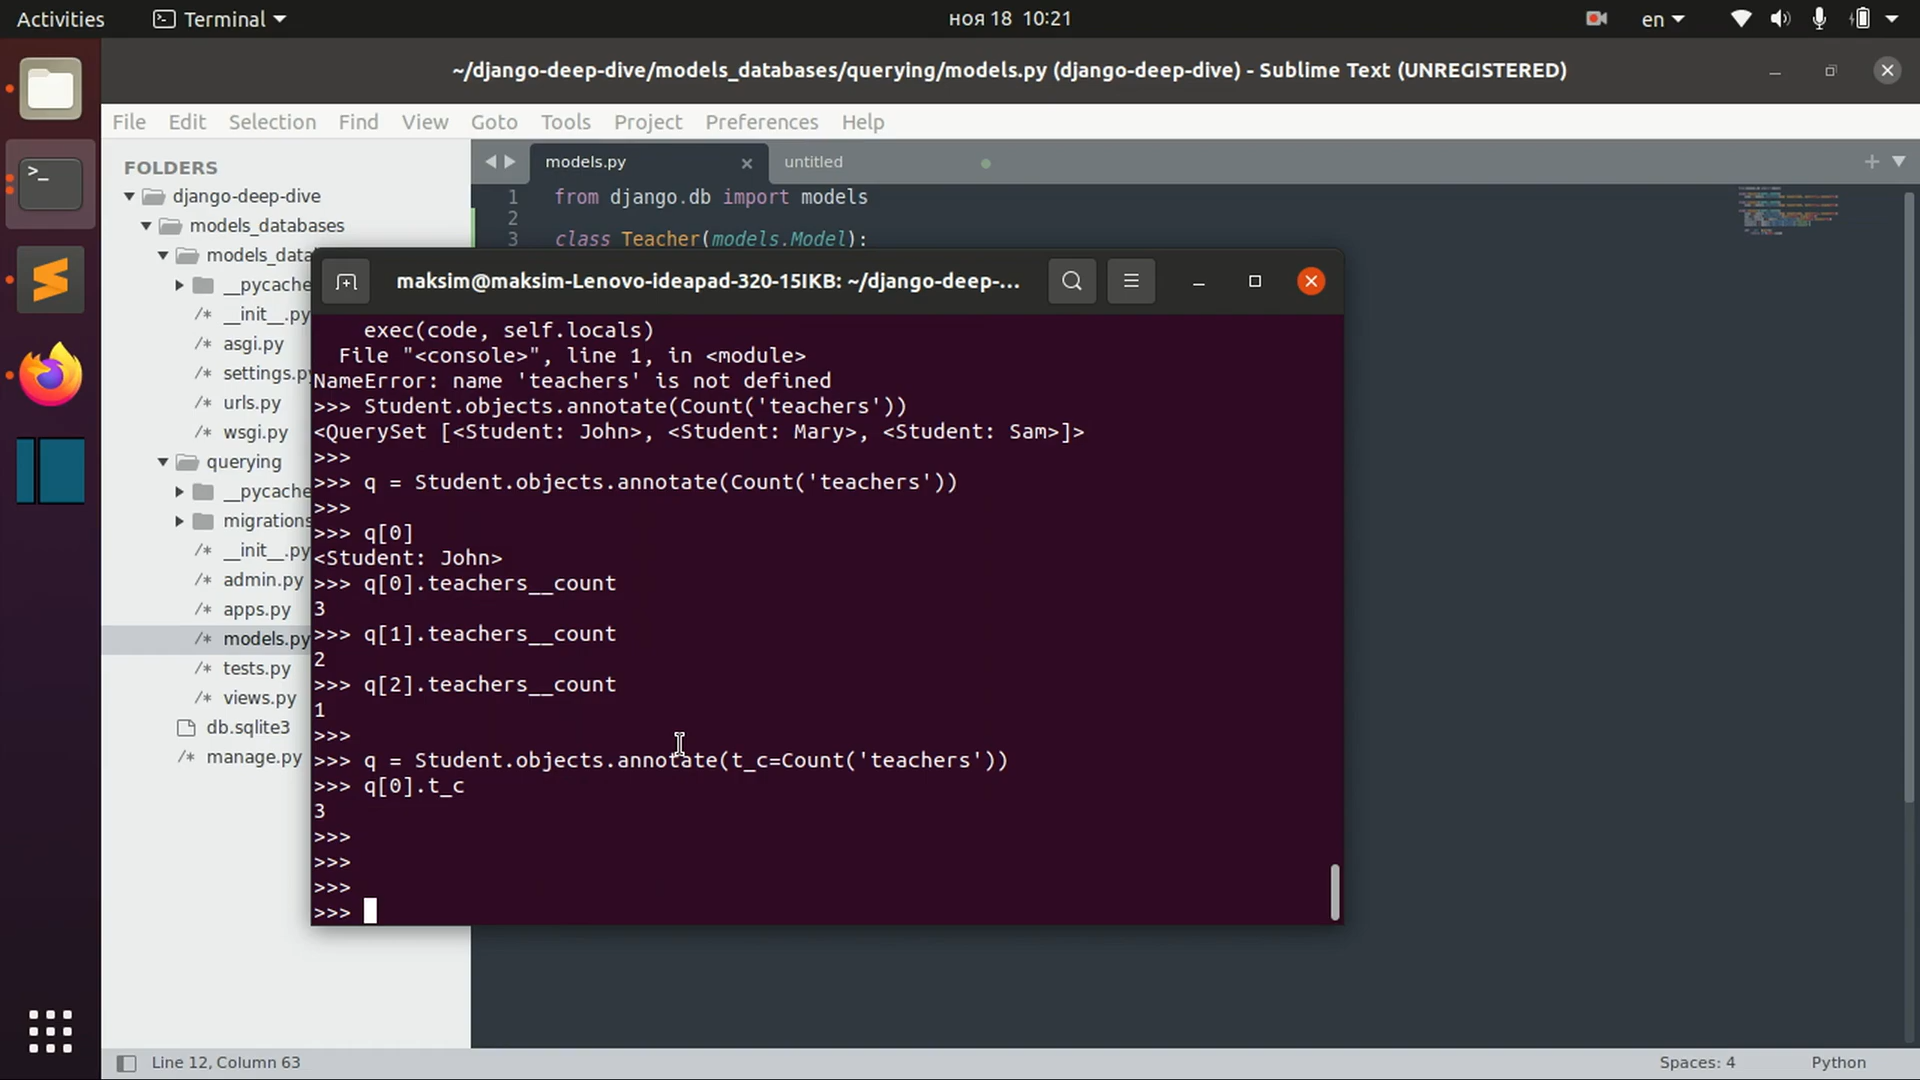 Activities
Terminal
ноя 18 10:21
en
~/django-deep-dive/models_databases/querying/models.py (django-deep-dive) - Sublime Text (UNREGISTERED)
File Edit Selection Find View Goto Tools Project Preferences Help
FOLDERS
django-deep-dive
models_databases
models_data
__pycache
/* __init__.py
/* asgi.py
/* settings.py
/* urls.py
/* wsgi.py
querying
__pycache
migrations
/* __init__.py
/* admin.py
/* apps.py
/* models.py
/* tests.py
/* views.py
db.sqlite3
/* manage.py
models.py
untitled
1 from django.db import models
2
3 class Teacher(models.Model):
maksim@maksim-Lenovo-ideapad-320-15IKB: ~/django-deep-...
exec(code, self.locals)
File "<console>", line 1, in <module>
NameError: name 'teachers' is not defined
>>> Student.objects.annotate(Count('teachers'))
<QuerySet [<Student: John>, <Student: Mary>, <Student: Sam>]>
>>>
>>> q = Student.objects.annotate(Count('teachers'))
>>>
>>> q[0]
<Student: John>
>>> q[0].teachers__count
3
>>> q[1].teachers__count
2
>>> q[2].teachers__count
1
>>>
>>> q = Student.objects.annotate(t_c=Count('teachers'))
>>> q[0].t_c
3
>>>
>>>
>>>
>>>
Line 12, Column 63
Spaces: 4
Python